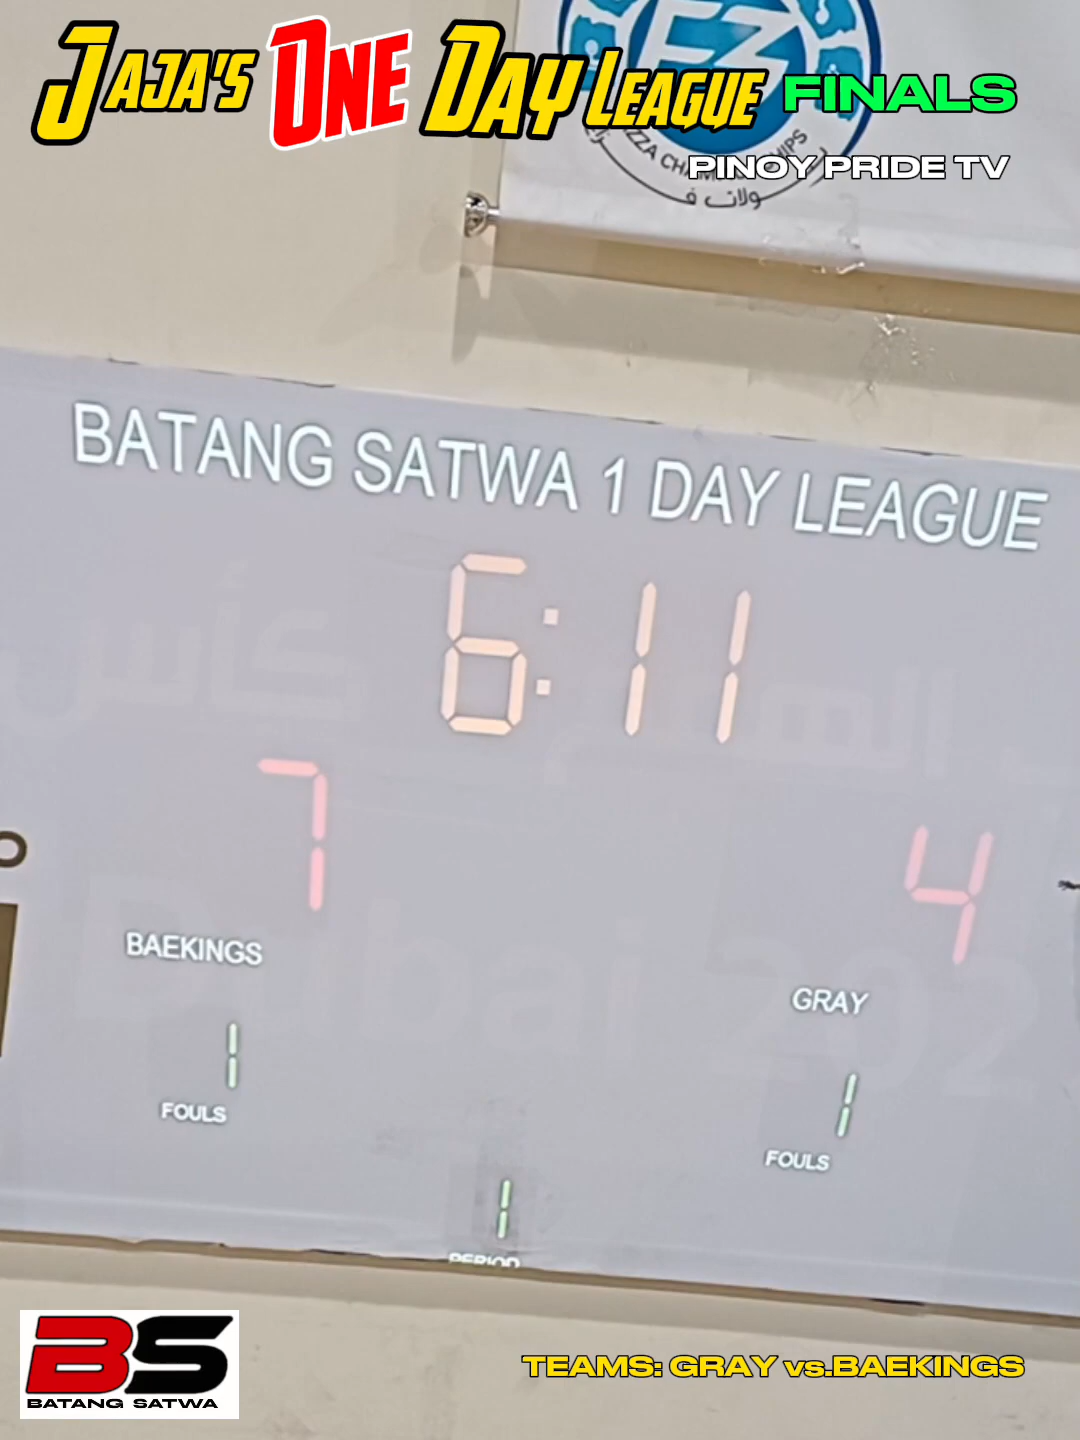 JAJA'S ONE DAY LEAGUE FINALS
PINOY PRIDE TV
BATANG SATWA 1 DAY LEAGUE
6:11
7
4
BAEKINGS
GRAY
1
1
FOULS
FOULS
1
PERIOD
BS
BATANG SATWA
TEAMS: GRAY vs.BAEKINGS